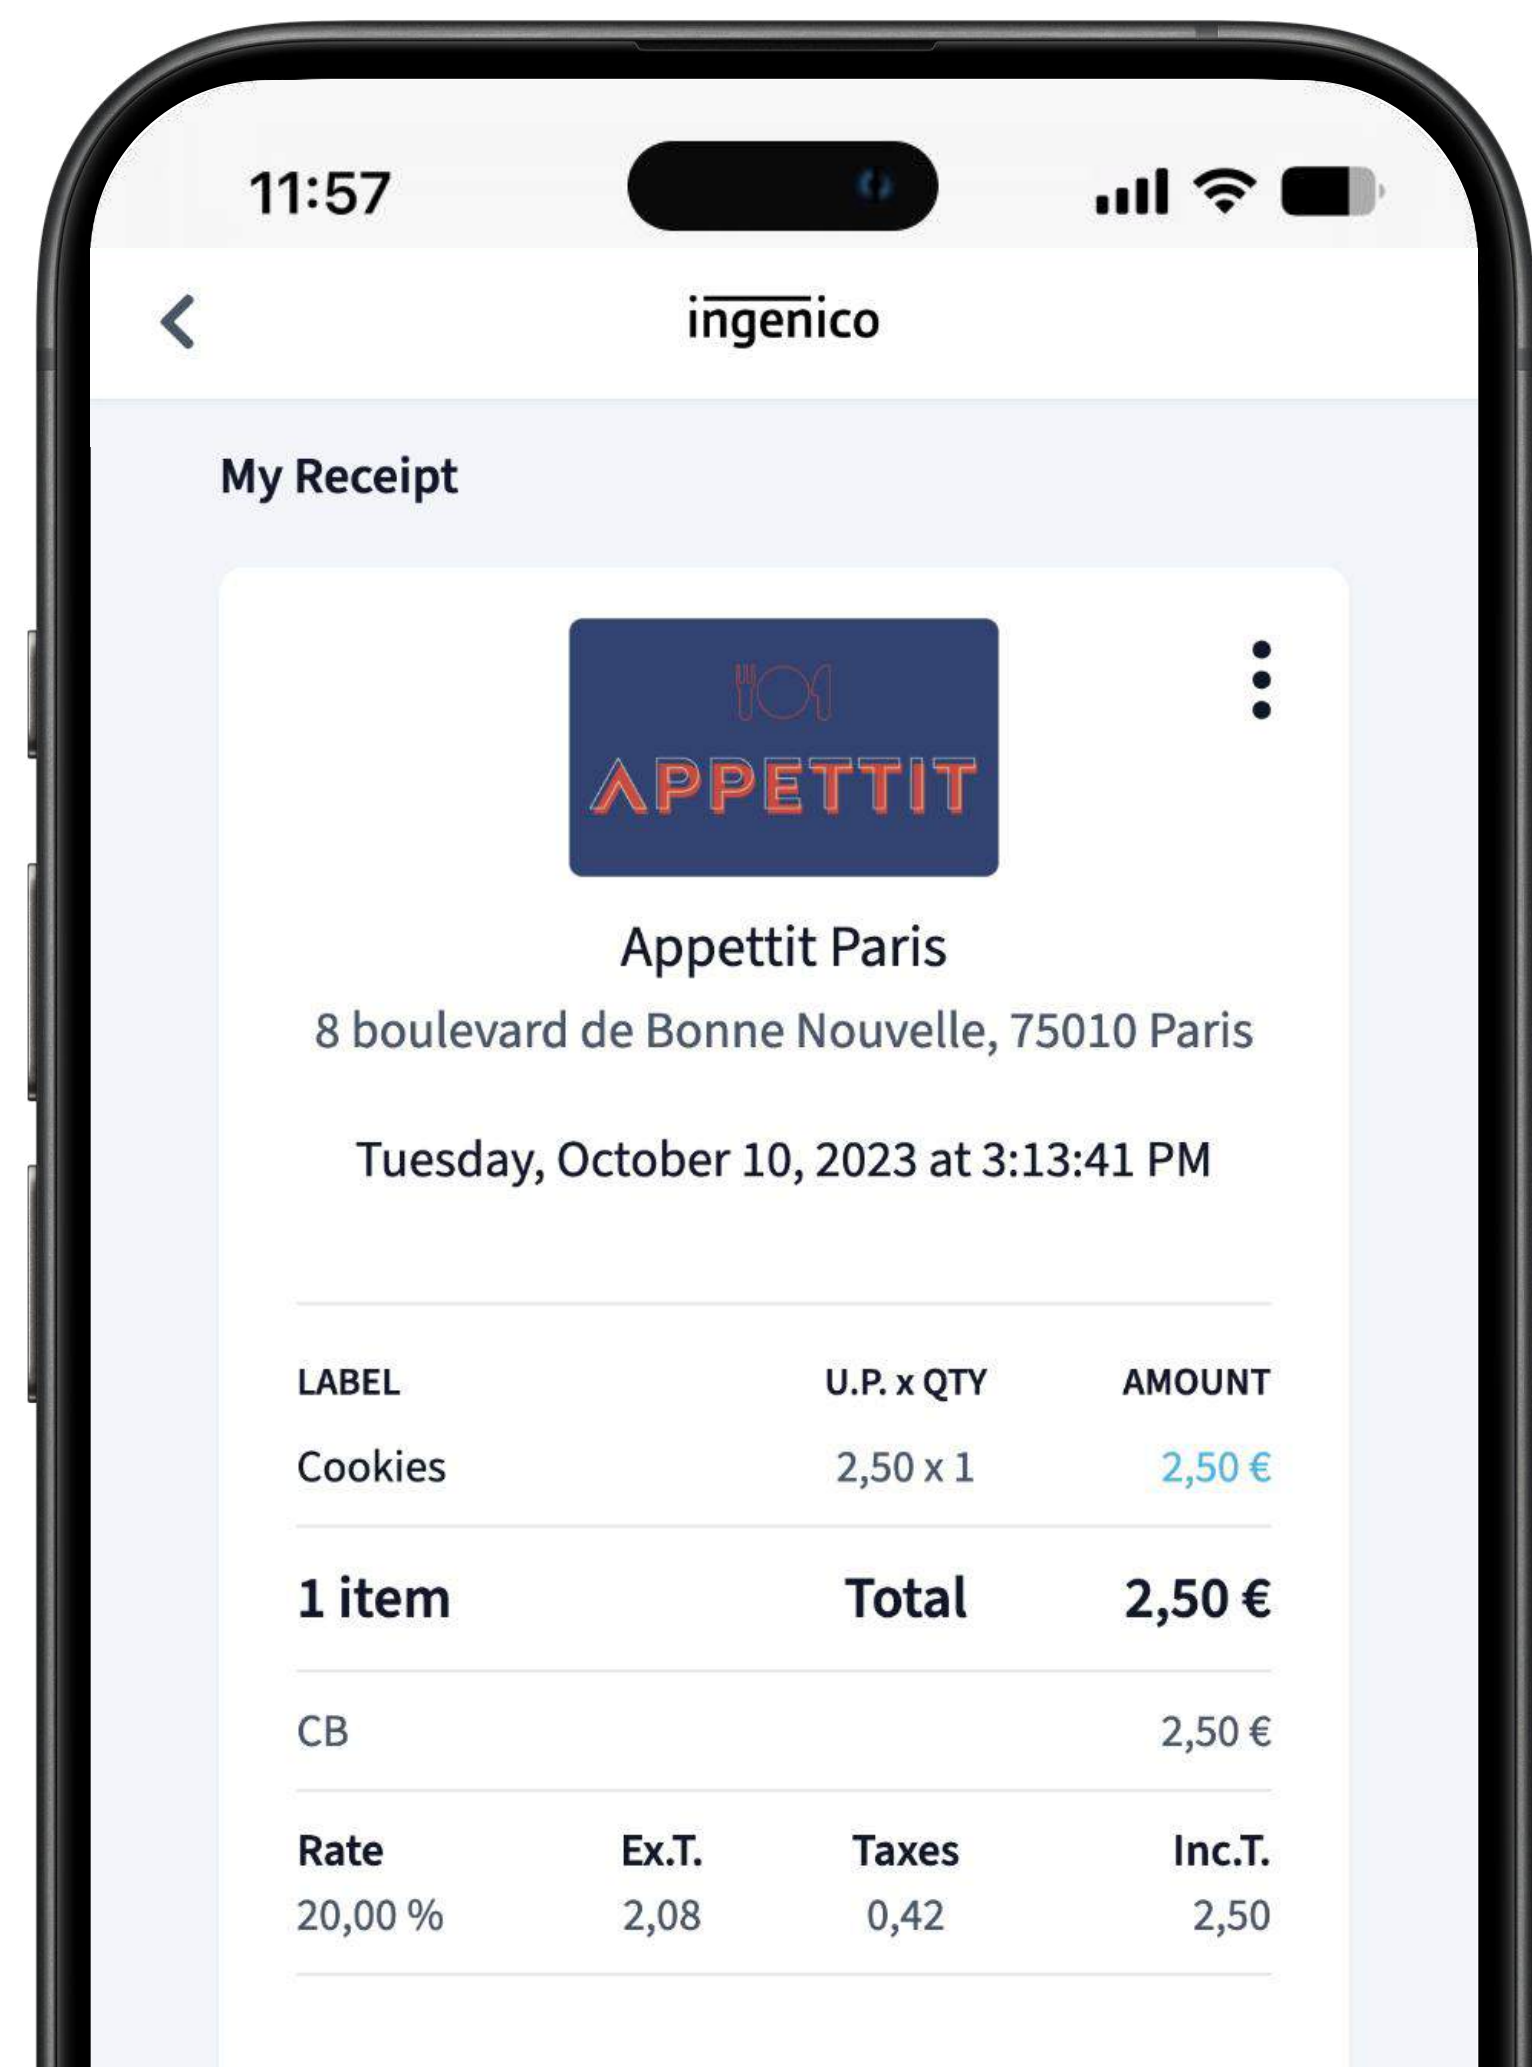 11:57
ingenico
My Receipt
APPETTIT
Appettit Paris
8 boulevard de Bonne Nouvelle, 75010 Paris
Tuesday, October 10, 2023 at 3:13:41 PM
LABEL U.P. x QTY AMOUNT
Cookies 2,50 x 1 2,50 €
1 item Total 2,50 €
CB 2,50 €
Rate Ex.T. Taxes Inc.T.
20,00 % 2,08 0,42 2,50